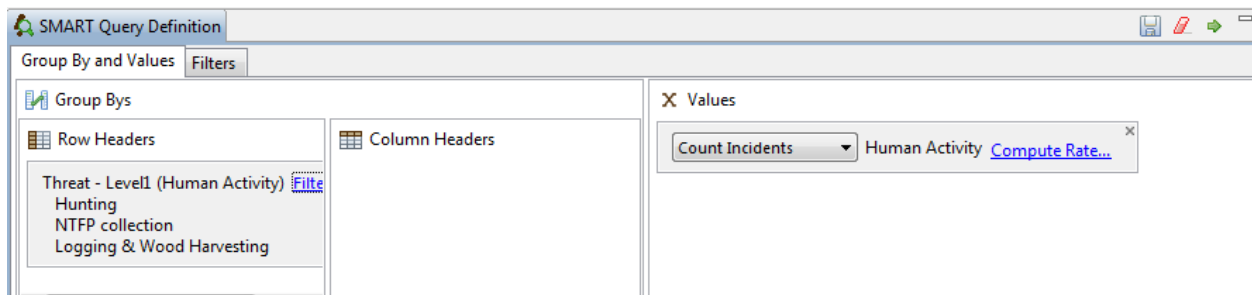 SMART Query Definition
Group By and Values Filters
Group Bys
Values
Row Headers
Column Headers
Count Incidents Human Activity Compute Rate...
Threat - Level1 (Human Activity) Filte
Hunting
NTFP collection
Logging & Wood Harvesting